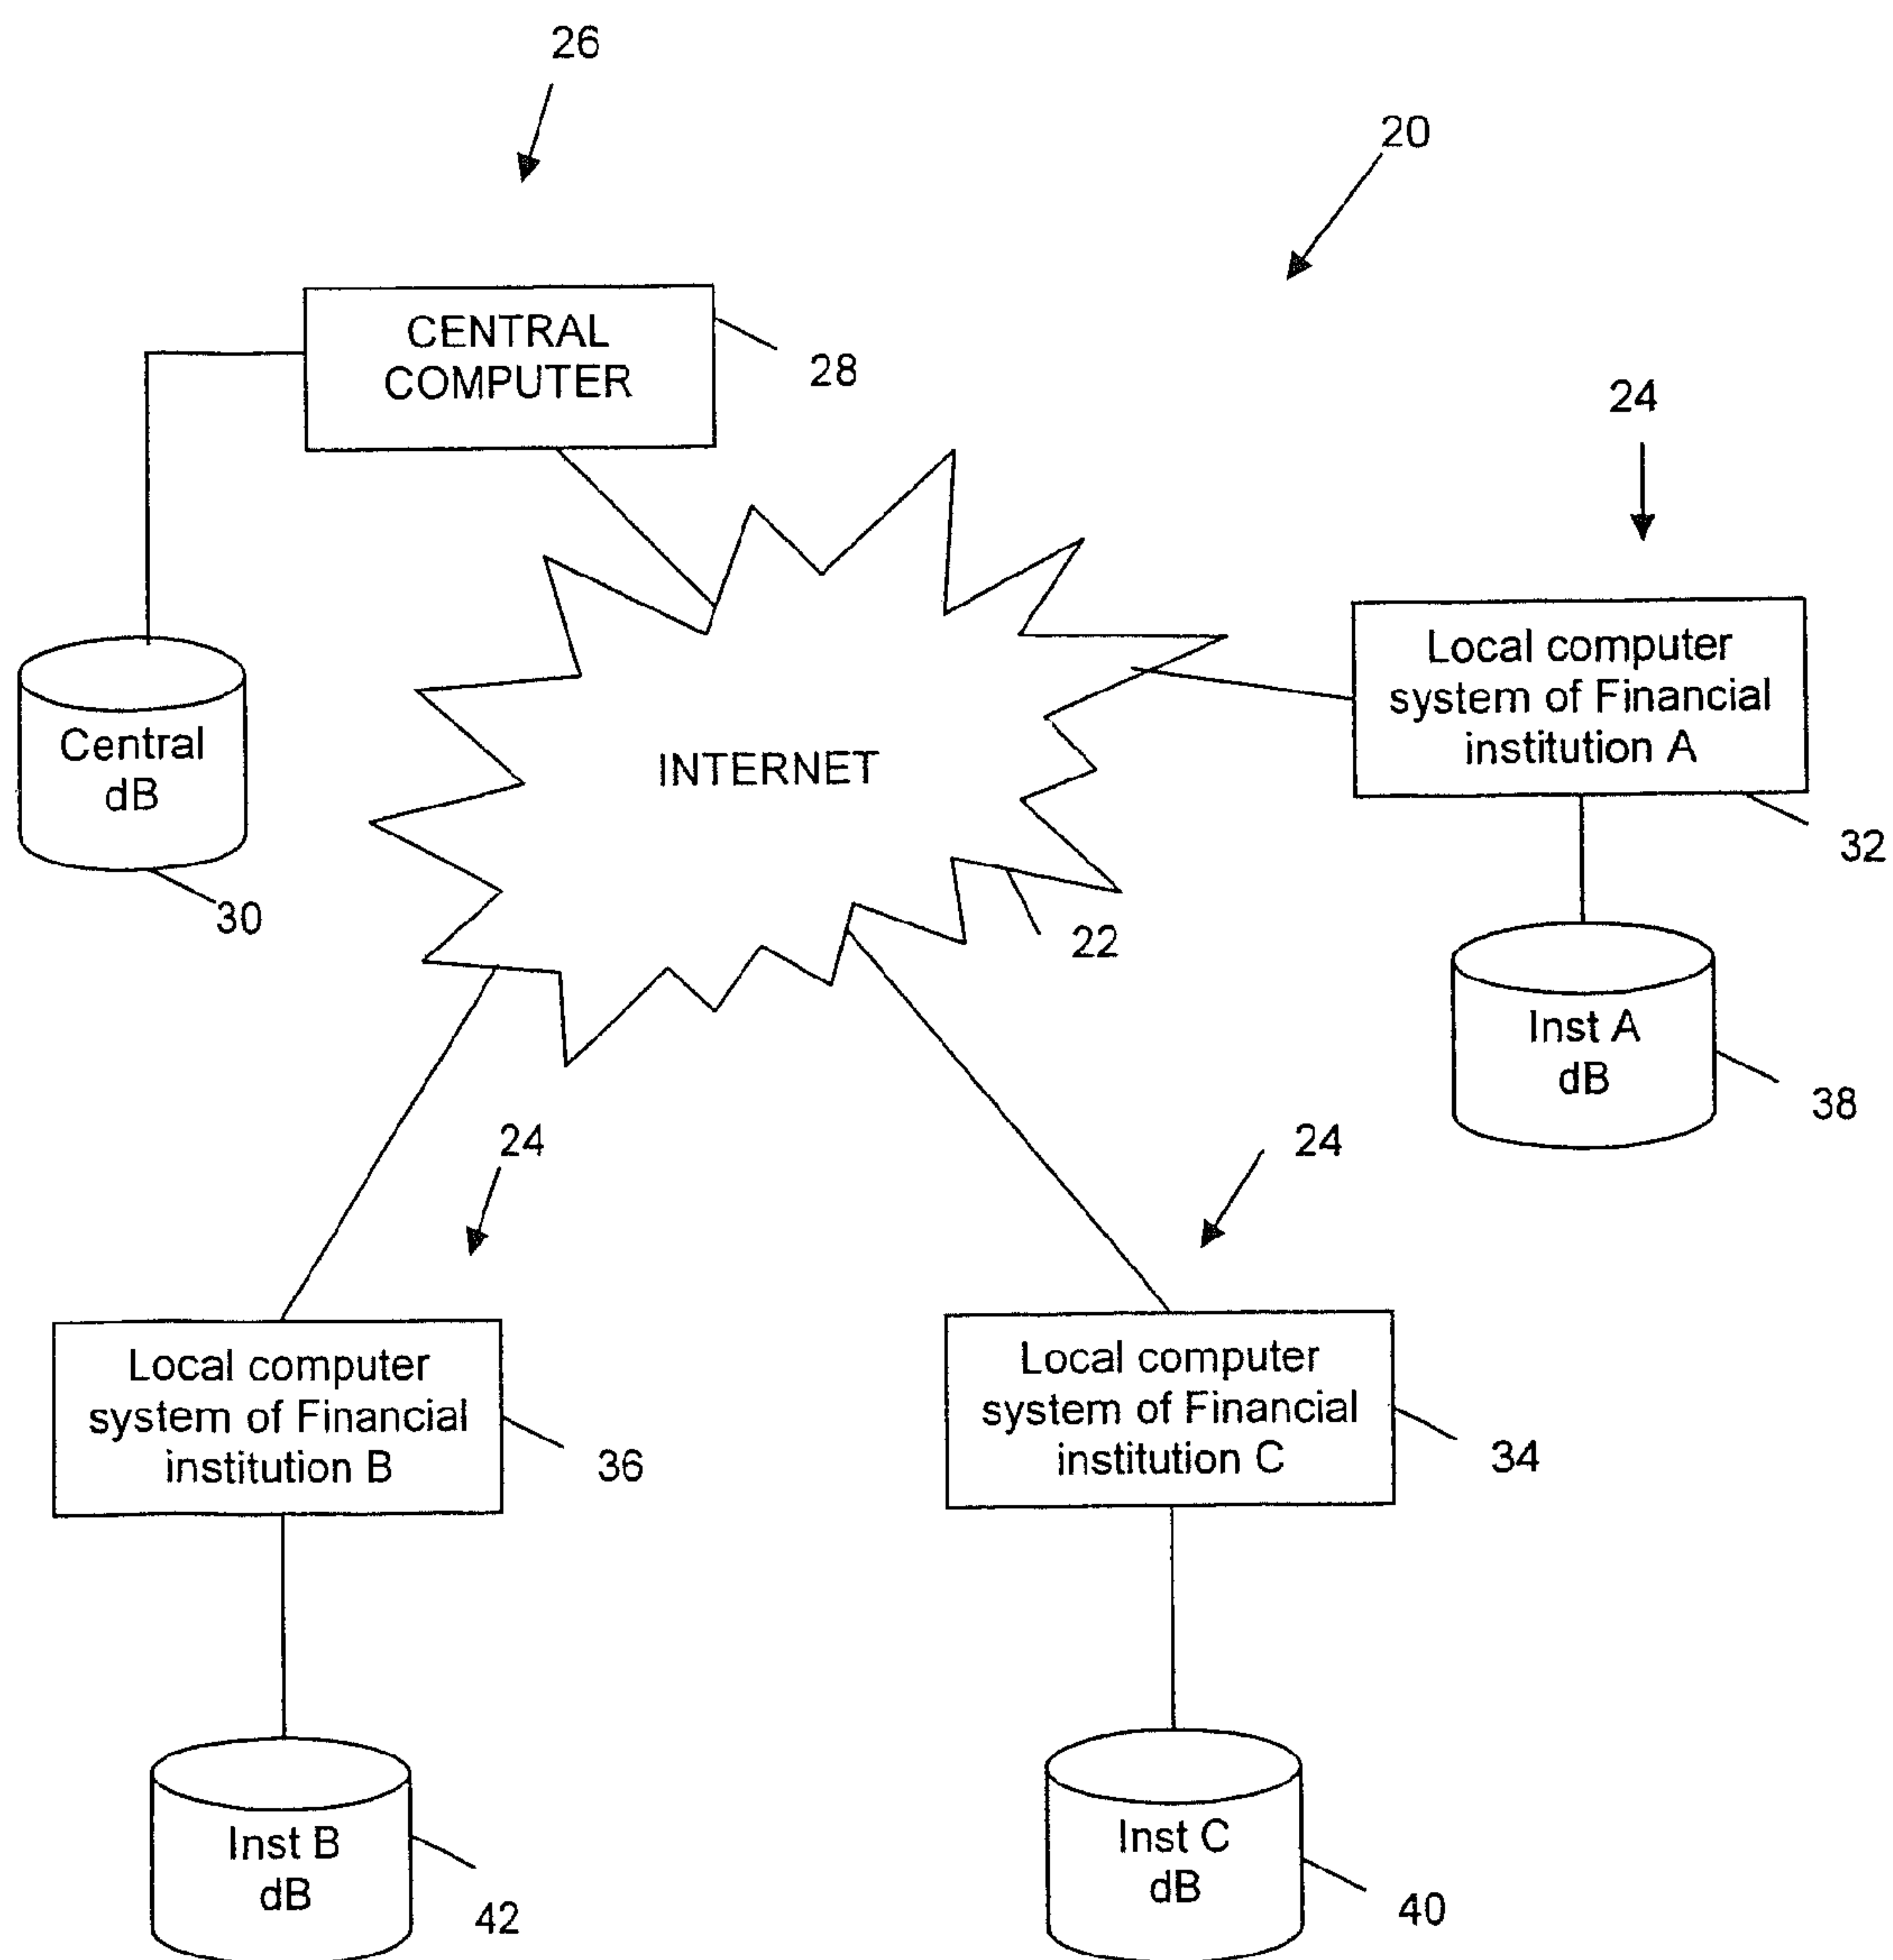 26
20
CENTRAL
COMPUTER
28
24
Local computer
system of Financial
institution A
32
Central
dB
30
INTERNET
22
Inst A
dB
38
24
24
Local computer
system of Financial
institution B
36
Local computer
system of Financial
institution C
34
Inst B
dB
42
Inst C
dB
40